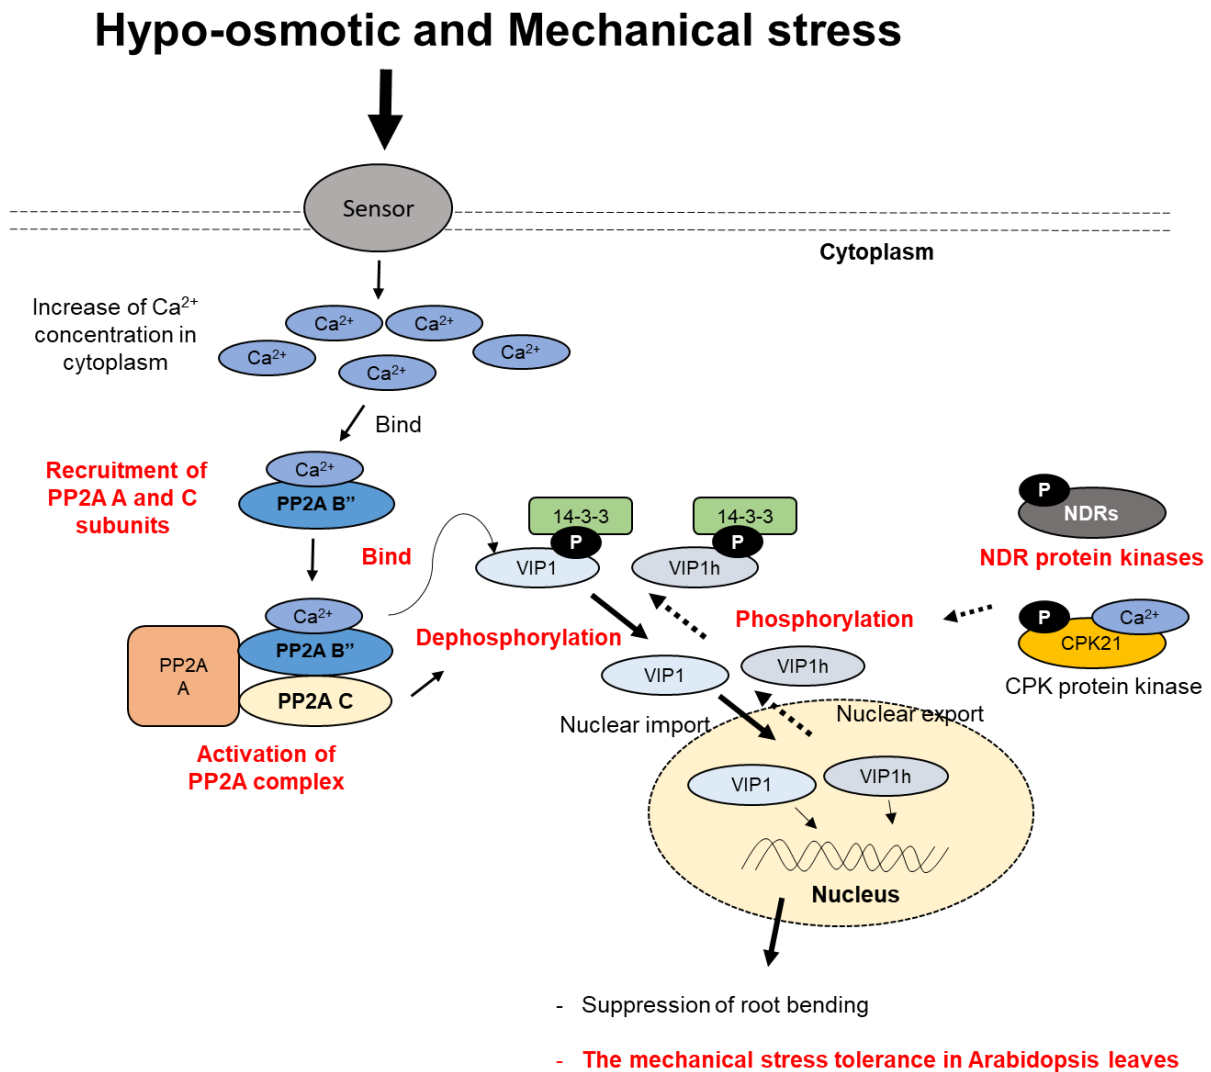 Hypo-osmotic and Mechanical stress
Sensor
Cytoplasm
Increase of Ca²⁺
concentration in
cytoplasm
Ca²⁺
Ca²⁺
Ca²⁺
Ca²⁺
Ca²⁺
Bind
Recruitment of
PP2A A and C
subunits
Ca²⁺
PP2A B”
Bind
14-3-3
P
VIP1
14-3-3
P
VIP1h
P
NDRs
NDR protein kinases
Ca²⁺
PP2A B”
PP2A C
PP2A
A
Activation of
PP2A complex
Dephosphorylation
Phosphorylation
P
Ca²⁺
CPK21
CPK protein kinase
VIP1
VIP1h
Nuclear import
Nuclear export
VIP1
VIP1h
Nucleus
- Suppression of root bending
- The mechanical stress tolerance in Arabidopsis leaves